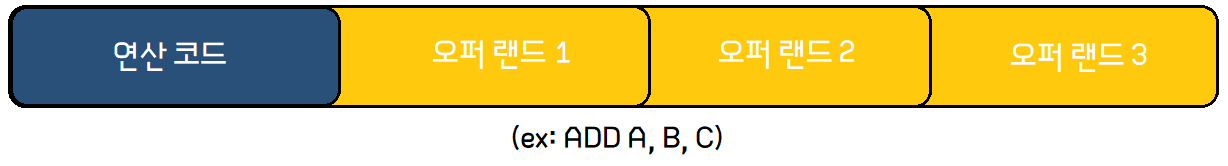 연산 코드 오퍼 랜드 1 오퍼 랜드 2 오퍼 랜드 3
(ex: ADD A, B, C)